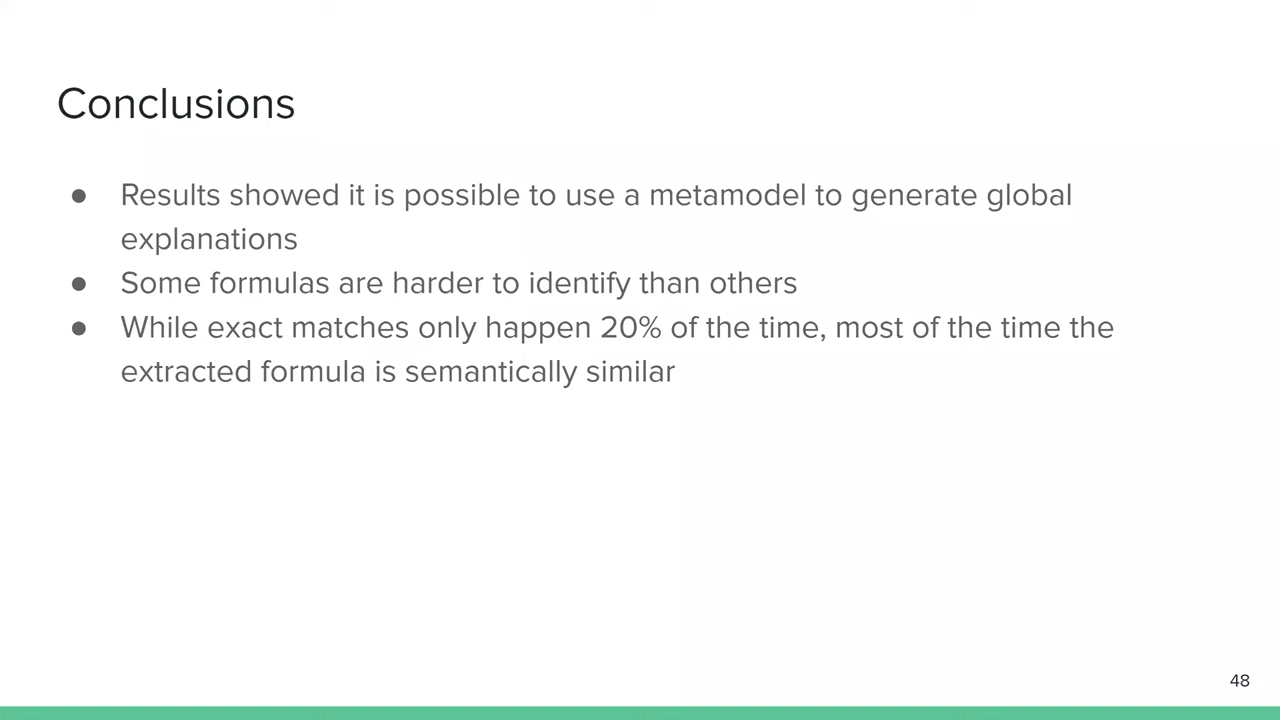 Conclusions
● Results showed it is possible to use a metamodel to generate global
explanations
● Some formulas are harder to identify than others
● While exact matches only happen 20% of the time, most of the time the
extracted formula is semantically similar
48